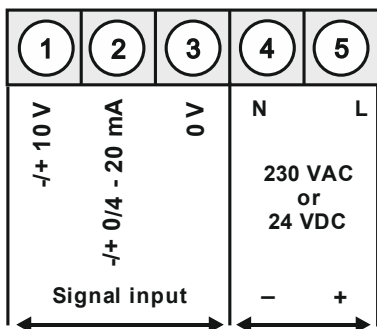 1 2 3 4 5
-/+ 10 V
-/+ 0/4 - 20 mA
0 V
N L
230 VAC
or
24 VDC
Signal input
– +